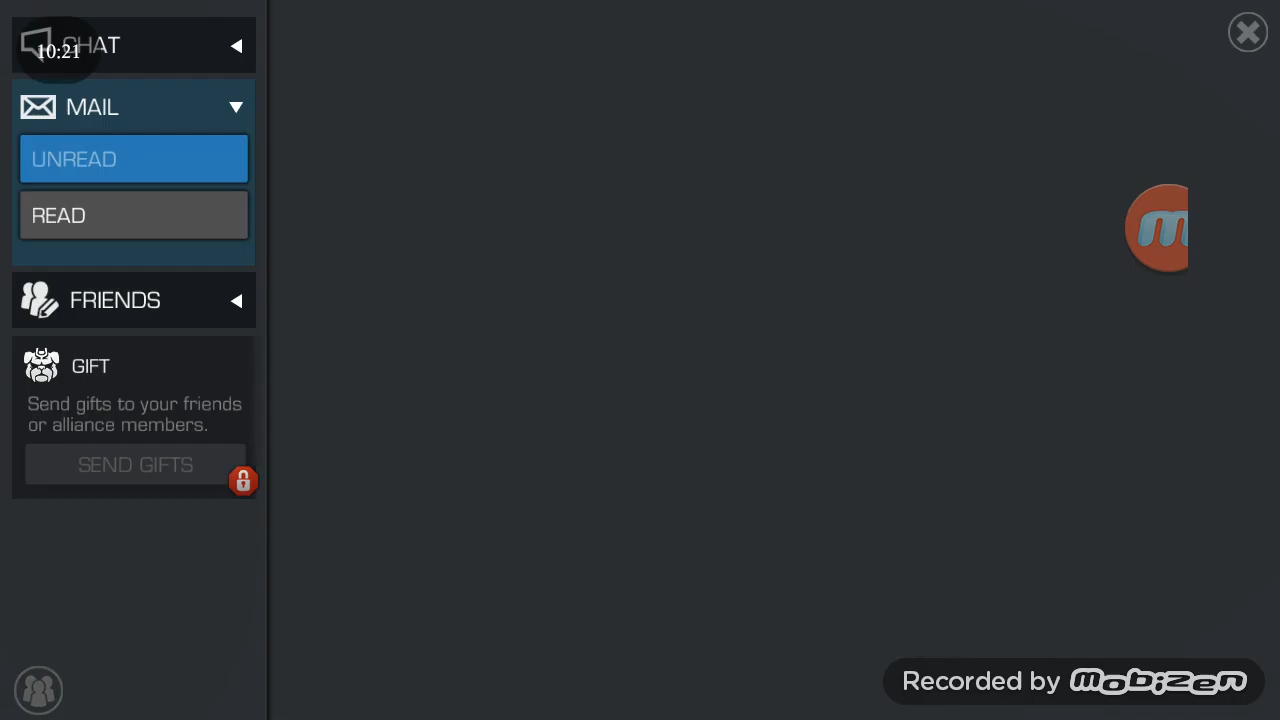 CHAT
10:21
MAIL
UNREAD
READ
FRIENDS
GIFT
Send gifts to your friends
or alliance members.
SEND GIFTS
m
Recorded by mobizen